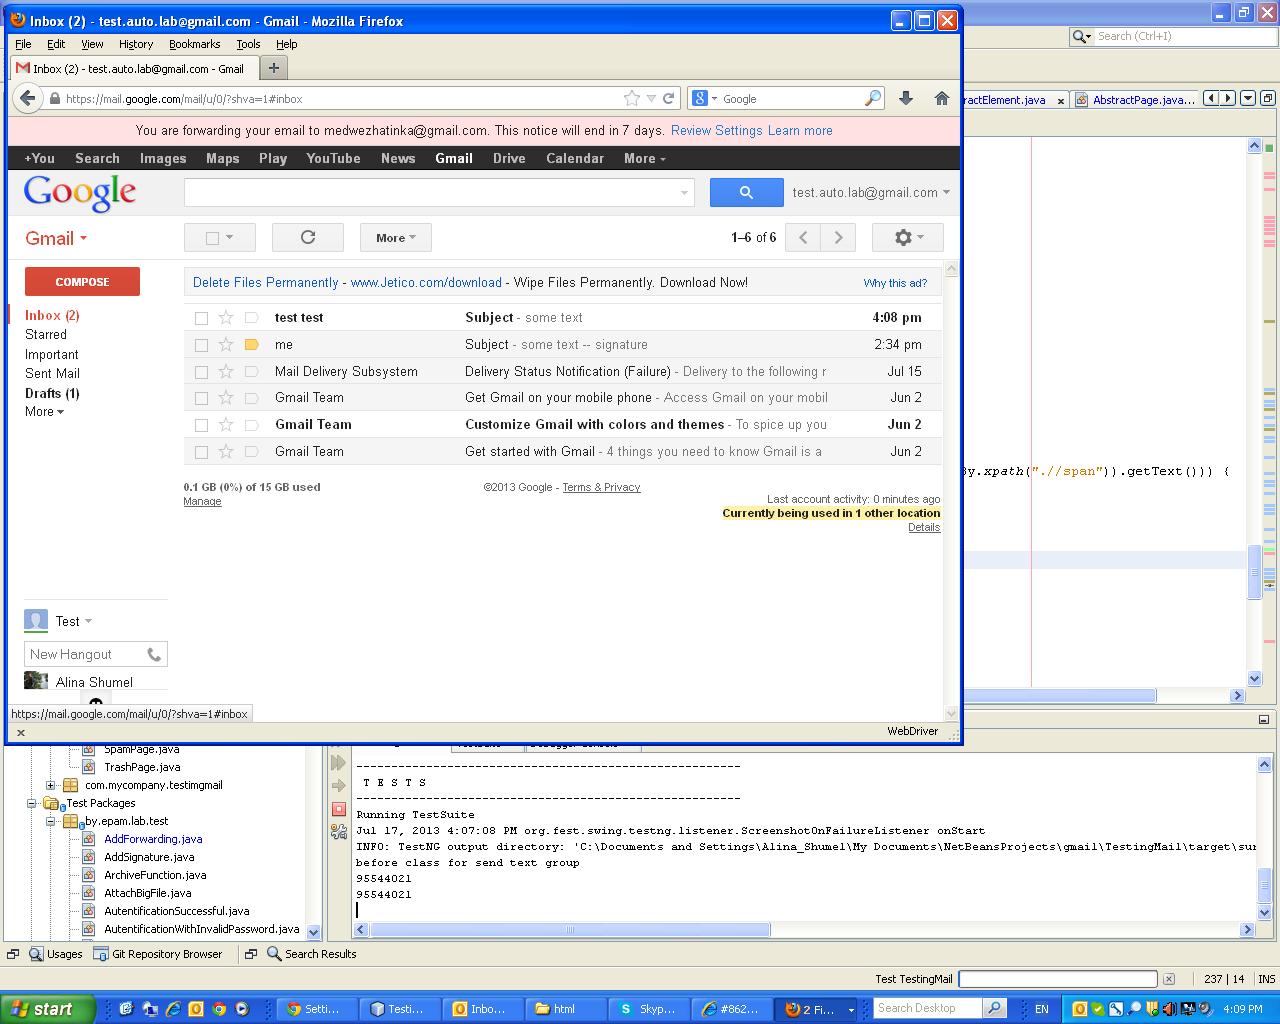 Inbox (2) - test.auto.lab@gmail.com - Gmail - Mozilla Firefox
File Edit View History Bookmarks Tools Help
Search (Ctrl+I)
Inbox (2) - test.auto.lab@gmail.com - Gmail
https://mail.google.com/mail/u/0/?shva=1#inbox
Google
ractElement.java
AbstractPage.java...
You are forwarding your email to medwezhatinka@gmail.com. This notice will end in 7 days. Review Settings Learn more
+You Search Images Maps Play YouTube News Gmail Drive Calendar More
Google
test.auto.lab@gmail.com
Gmail
More
1–6 of 6
COMPOSE
Delete Files Permanently - www.Jetico.com/download - Wipe Files Permanently. Download Now! Why this ad?
Inbox (2)
Starred
Important
Sent Mail
Drafts (1)
More
test test Subject - some text 4:08 pm
me Subject - some text -- signature 2:34 pm
Mail Delivery Subsystem Delivery Status Notification (Failure) - Delivery to the following r Jul 15
Gmail Team Get Gmail on your mobile phone - Access Gmail on your mobil Jun 2
Gmail Team Customize Gmail with colors and themes - To spice up you Jun 2
Gmail Team Get started with Gmail - 4 things you need to know Gmail is a Jun 2
0.1 GB (0%) of 15 GB used
Manage
©2013 Google - Terms & Privacy
Last account activity: 0 minutes ago
Currently being used in 1 other location
Details
By.xpath(".//span")).getText())) {
Test
New Hangout
Alina Shumel
https://mail.google.com/mail/u/0/?shva=1#inbox
WebDriver
SpamPage.java
TrashPage.java
com.mycompany.testimgmail
Test Packages
by.epam.lab.test
AddForwarding.java
AddSignature.java
ArchiveFunction.java
AttachBigFile.java
AutentificationSuccessful.java
AutentificationWithInvalidPassword.java
-------------------------------------------------------
T E S T S
-------------------------------------------------------
Running TestSuite
Jul 17, 2013 4:07:08 PM org.fest.swing.testng.listener.ScreenshotOnFailureListener onStart
INFO: TestNG output directory: 'C:\Documents and Settings\Alina_Shumel\My Documents\NetBeansProjects\gmail\TestingMail\target\sur
before class for send text group
95544021
95544021
Usages Git Repository Browser Search Results
Test TestingMail
237 | 14 INS
start
Setti...
Testi...
Inbo...
html
Skyp...
#862...
2 Fi...
Search Desktop
EN
4:09 PM